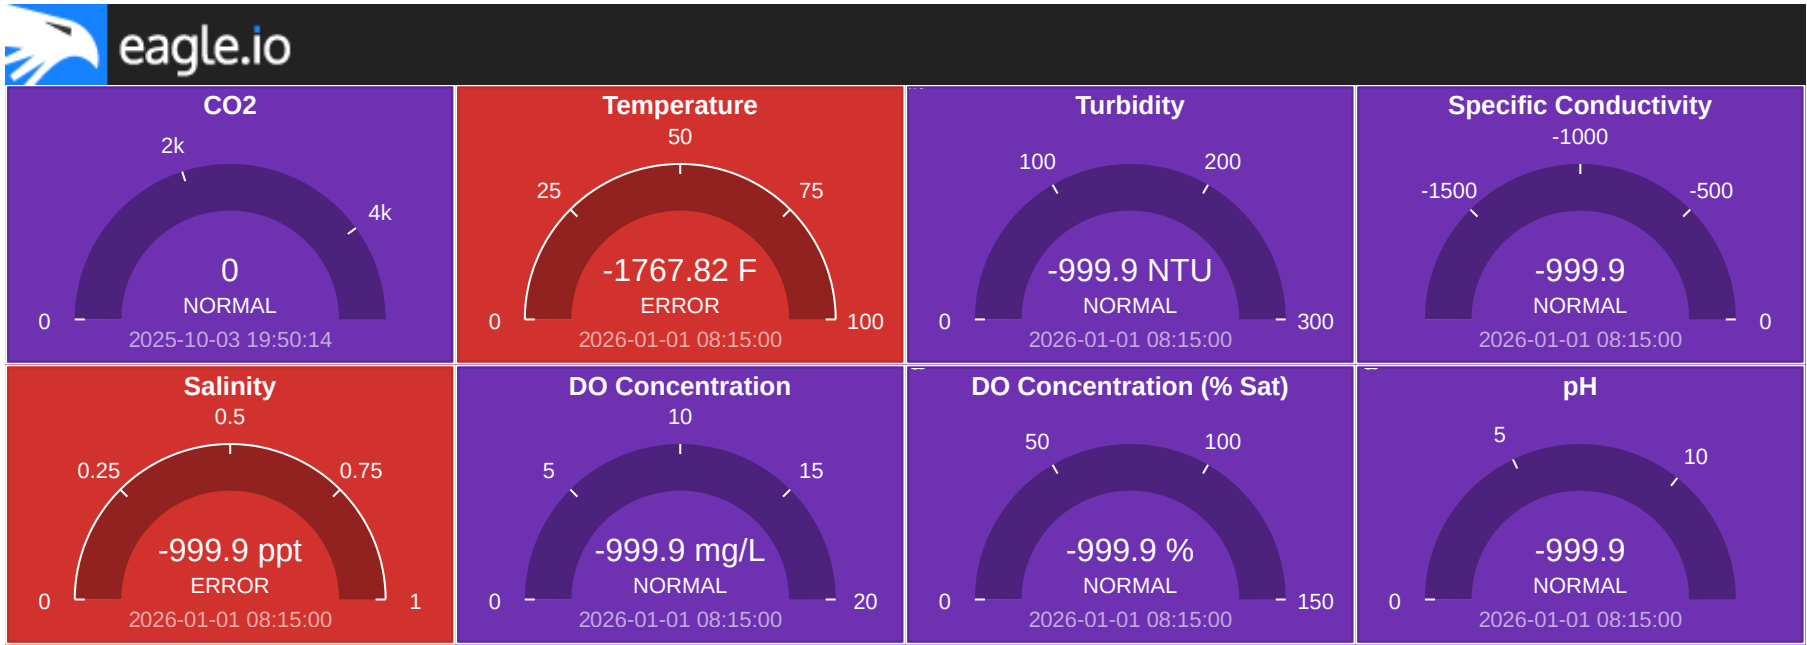 eagle.io
CO2
2k
4k
0
NORMAL
0
2025-10-03 19:50:14
Temperature
50
25
75
-1767.82 F
ERROR
0
100
2026-01-01 08:15:00
Turbidity
100
200
-999.9 NTU
NORMAL
0
300
2026-01-01 08:15:00
Specific Conductivity
-1000
-1500
-500
-999.9
NORMAL
0
2026-01-01 08:15:00
Salinity
0.5
0.25
0.75
-999.9 ppt
ERROR
0
1
2026-01-01 08:15:00
DO Concentration
10
5
15
-999.9 mg/L
NORMAL
0
20
2026-01-01 08:15:00
DO Concentration (% Sat)
50
100
-999.9 %
NORMAL
0
150
2026-01-01 08:15:00
pH
5
10
-999.9
NORMAL
0
2026-01-01 08:15:00